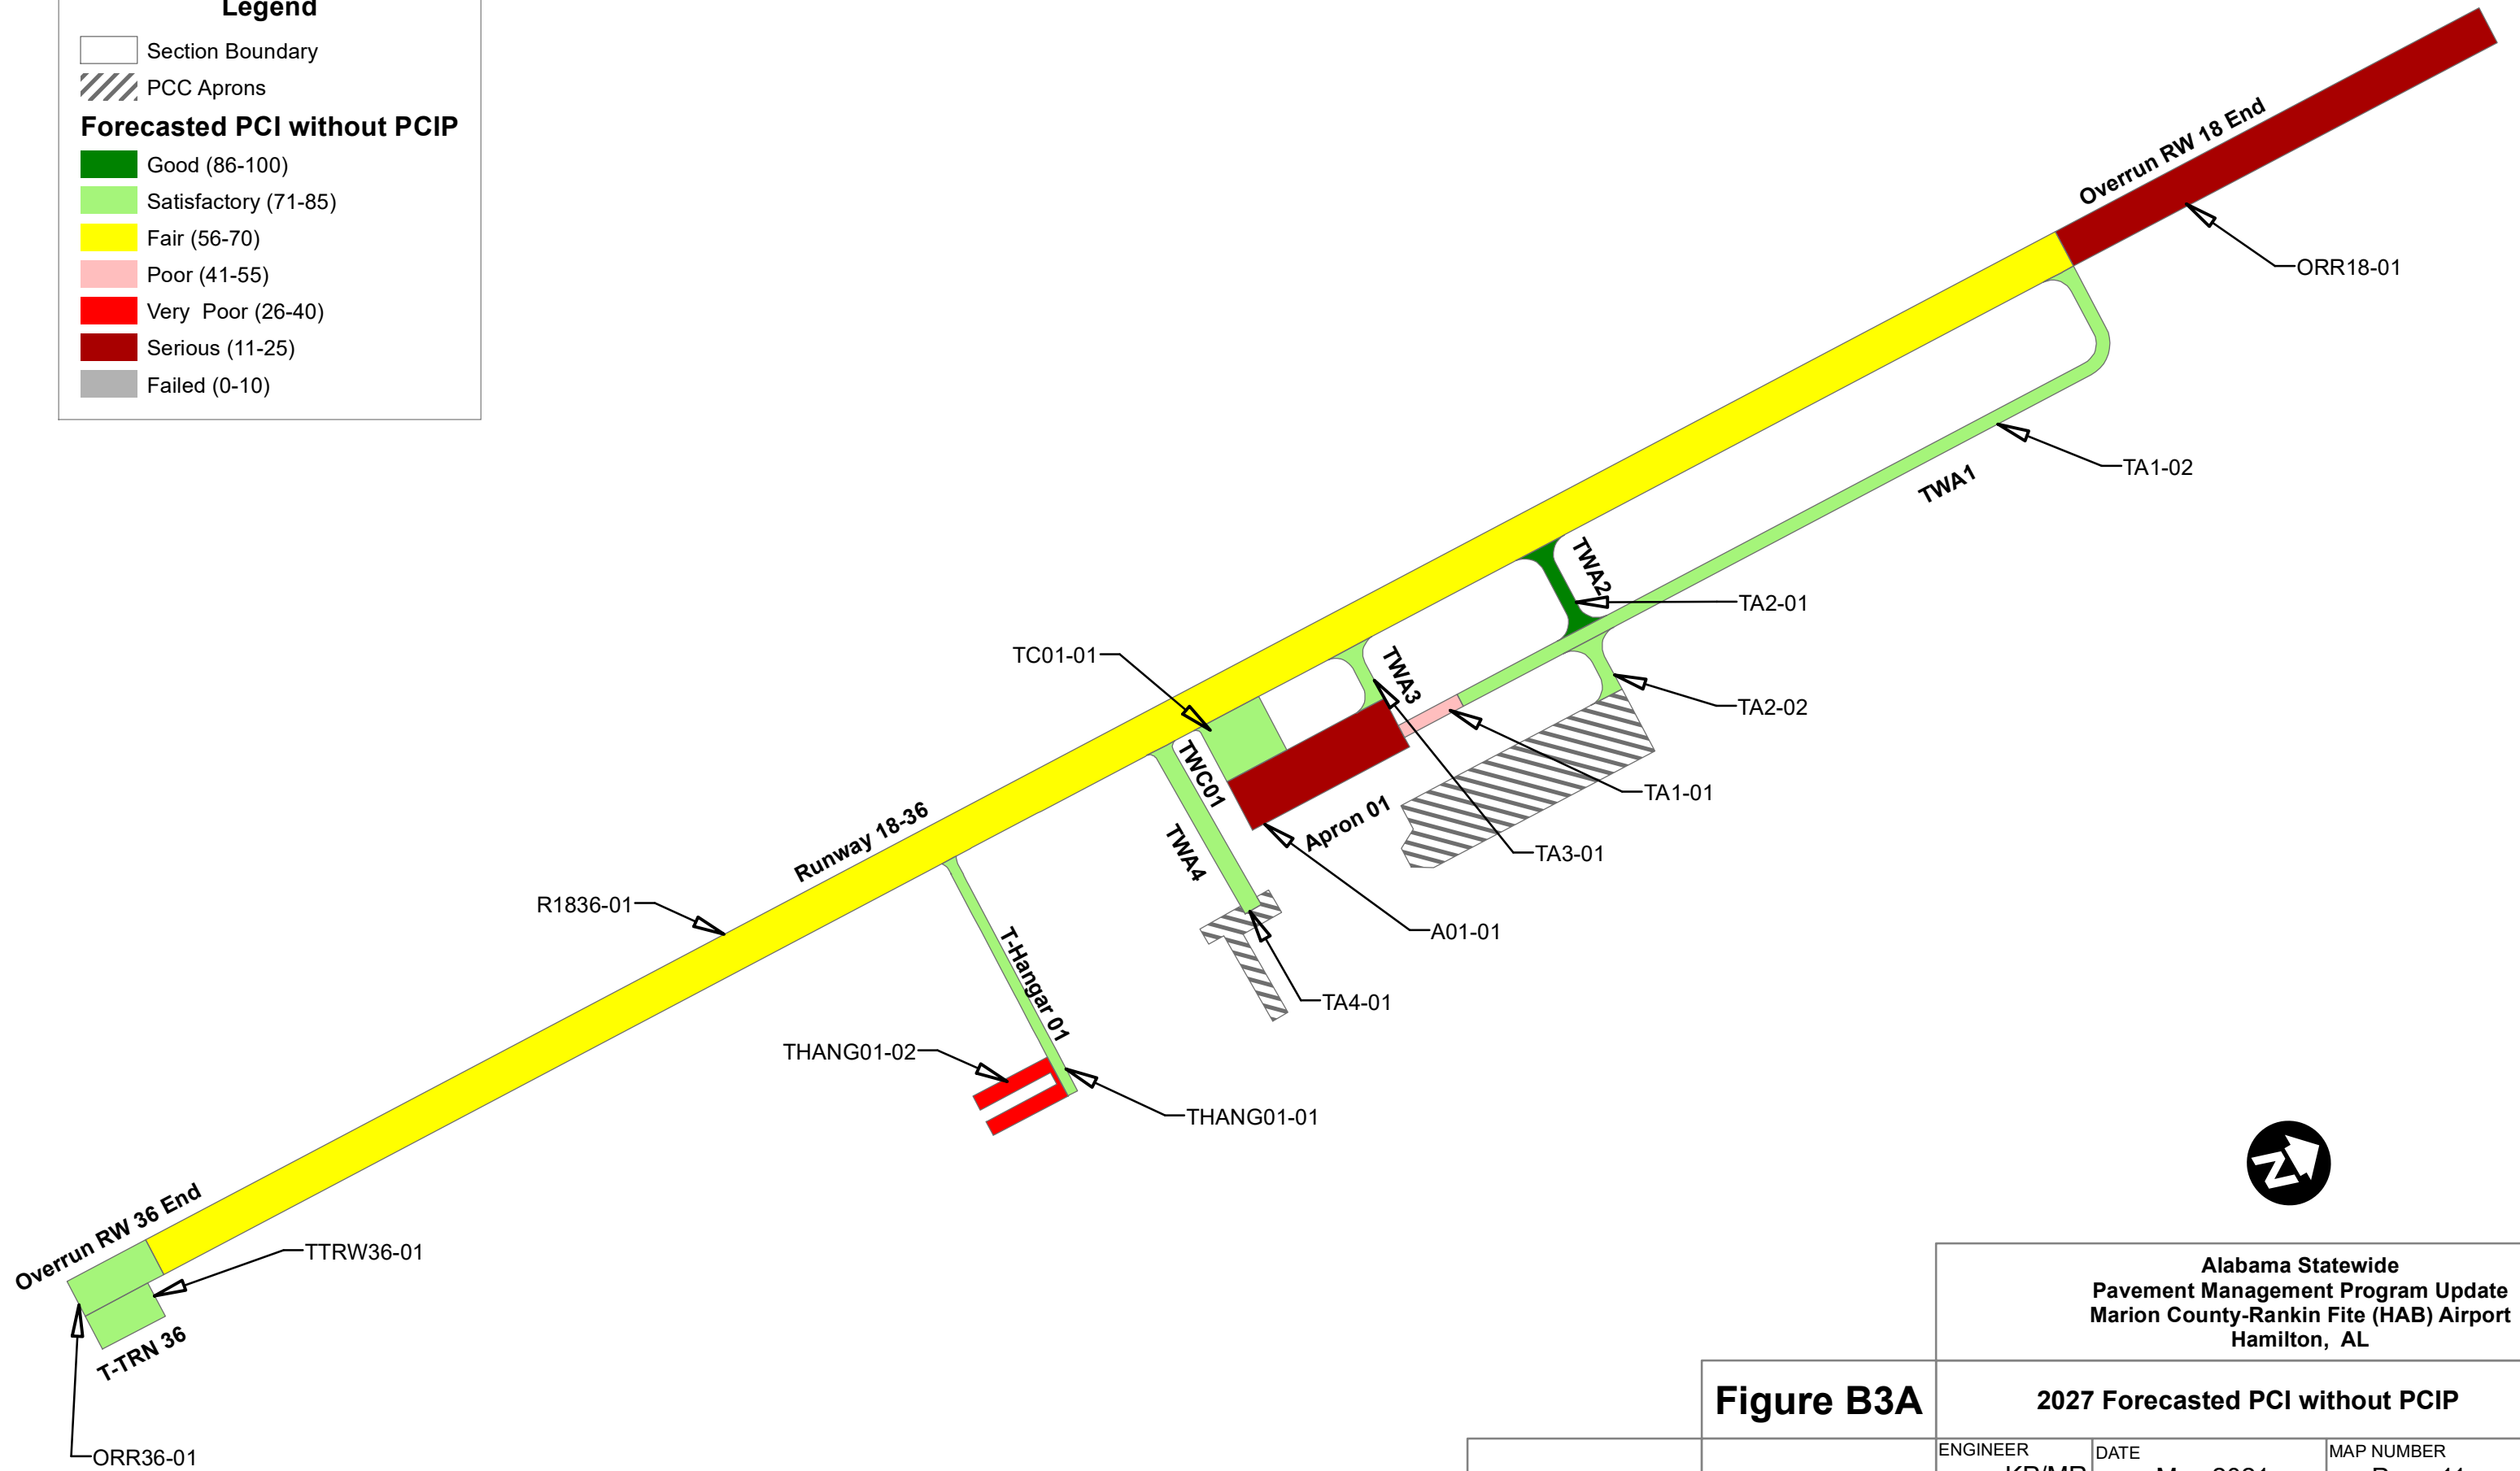 Legend
Section Boundary
PCC Aprons
Forecasted PCI without PCIP
Good (86-100)
Satisfactory (71-85)
Fair (56-70)
Poor (41-55)
Very  Poor (26-40)
Serious (11-25)
Failed (0-10)
Overrun RW 18 End
ORR18-01
TA1-02
TWA1
TWA2
TA2-01
TC01-01
TWA3
TA2-02
TWC01
TA1-01
Apron 01
Runway 18-36
TWA4
TA3-01
R1836-01
A01-01
T-Hangar 01
TA4-01
THANG01-02
THANG01-01
Overrun RW 36 End
TTRW36-01
T-TRN 36
ORR36-01
N
Alabama Statewide
Pavement Management Program Update
Marion County-Rankin Fite (HAB) Airport
Hamilton,  AL
Figure B3A
2027 Forecasted PCI without PCIP
ENGINEER
DATE
MAP NUMBER